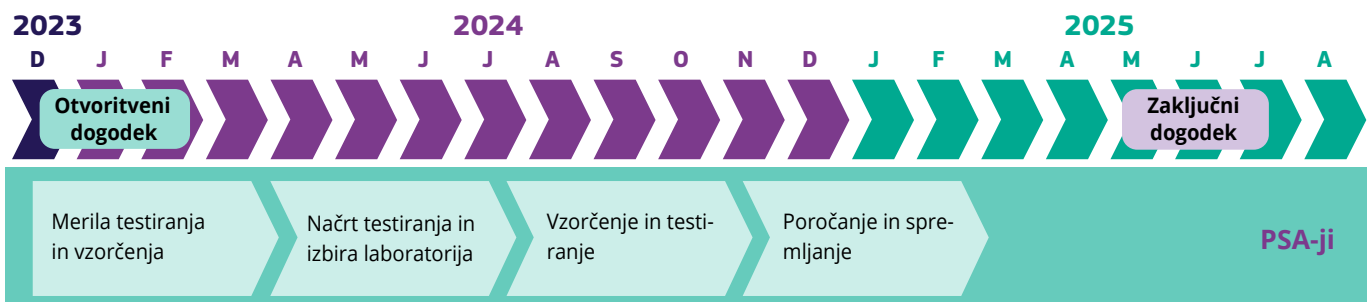 2023
2024
2025
D J F M A M J J A S O N D J F M A M J J A
Otvoritveni
dogodek
Zaključni
dogodek
Merila testiranja
in vzorčenja
Načrt testiranja in
izbira laboratorija
Vzorčenje in testi-
ranje
Poročanje in spre-
mljanje
PSA-ji